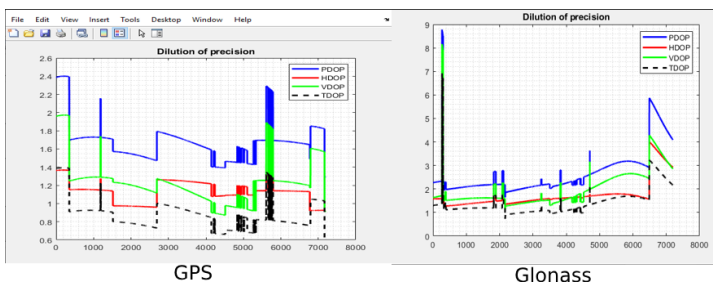 File Edit View Insert Tools Desktop Window Help
Dilution of precision
2.6
2.4
2.2
2
1.8
1.6
1.4
1.2
1
0.8
0.6
0 1000 2000 3000 4000 5000 6000 7000 8000
PDOP
HDOP
VDOP
TDOP
GPS
Dilution of precision
9
8
7
6
5
4
3
2
1
0
0 1000 2000 3000 4000 5000 6000 7000 8000
PDOP
HDOP
VDOP
TDOP
Glonass